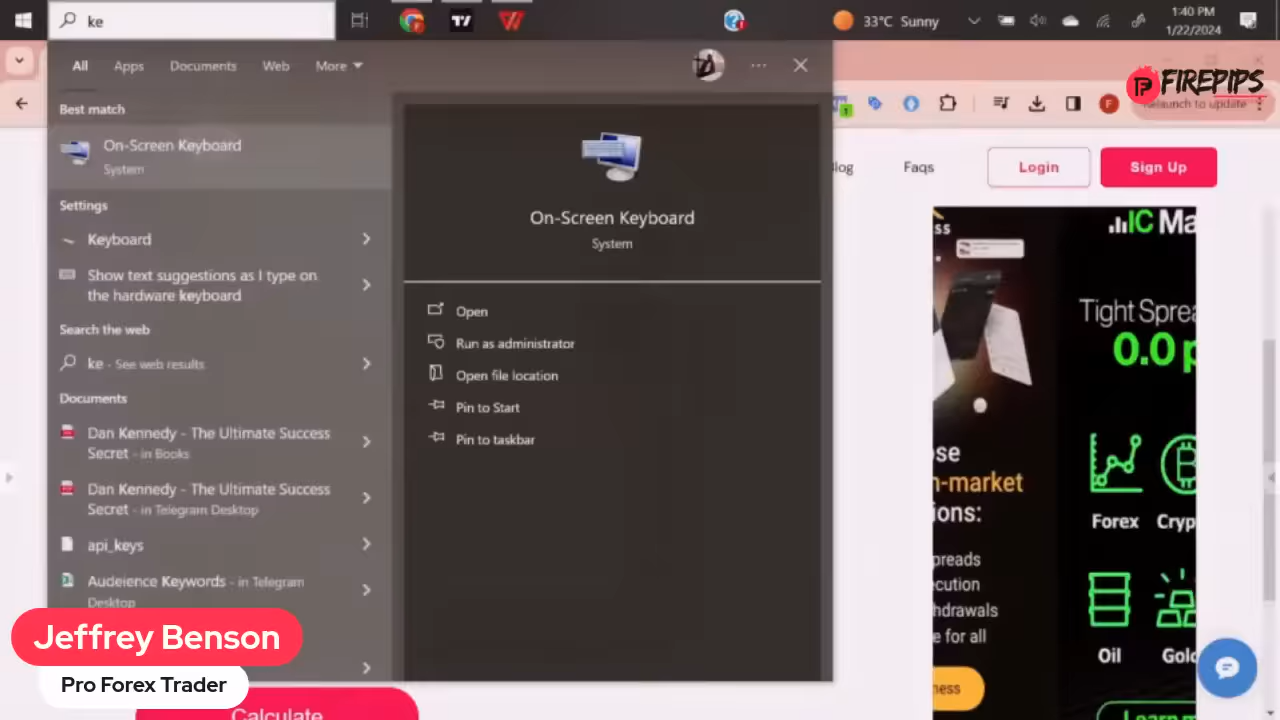 ke
33°C Sunny
1:40 PM
1/22/2024
All Apps Documents Web More
FIREPIPS
Relaunch to update
Best match
On-Screen Keyboard
System
Settings
Keyboard
Show text suggestions as I type on
the hardware keyboard
Search the web
ke - See web results
Documents
Dan Kennedy - The Ultimate Success
Secret - in Books
Dan Kennedy - The Ultimate Success
Secret - in Telegram Desktop
api_keys
Audeience Keywords - in Telegram
Desktop
On-Screen Keyboard
System
Open
Run as administrator
Open file location
Pin to Start
Pin to taskbar
log Faqs Login Sign Up
ss
IC Ma
Tight Sprea
0.0 p
ose
n-market
ions:
preads
cution
hdrawals
e for all
ness
Forex Cryp
Oil Gold
Learn m
Calculate
Jeffrey Benson
Pro Forex Trader